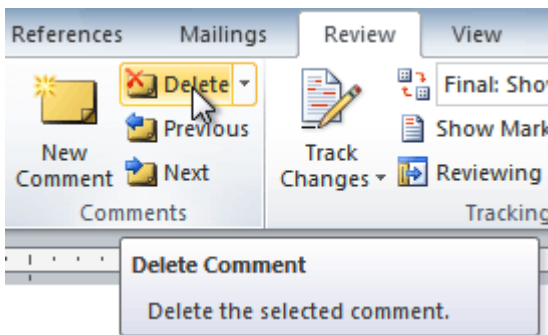 References Mailings Review View
Delete
Previous
Next
New
Comment
Track
Changes
Final: Show
Show Mark
Reviewing
Comments
Tracking
Delete Comment
Delete the selected comment.